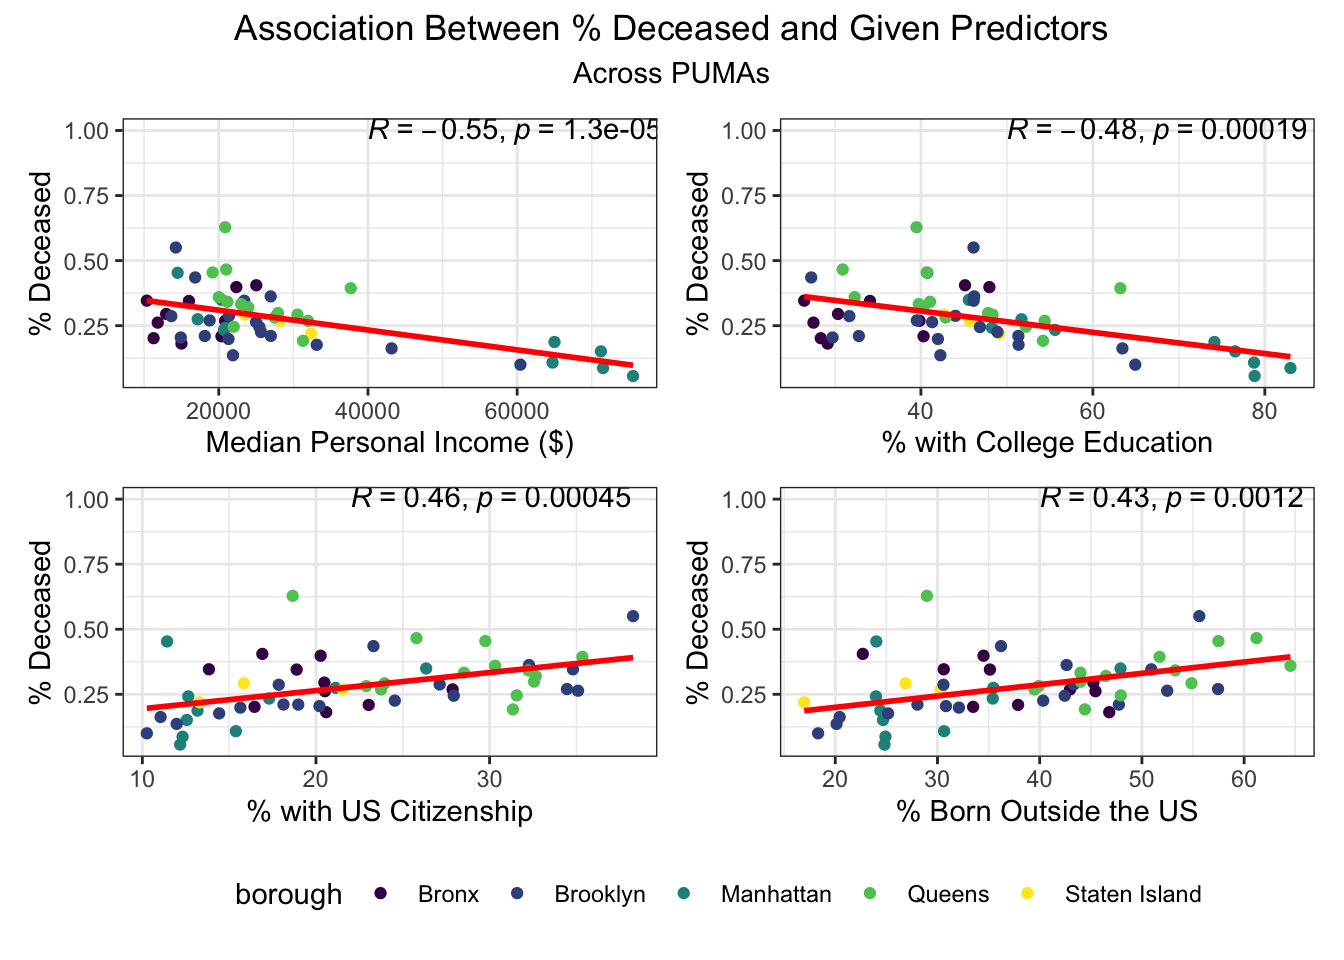 Association Between % Deceased and Given Predictors
Across PUMAs
R = −0.55, p = 1.3e-05
1.00
0.75
0.50
0.25
% Deceased
20000 40000 60000
Median Personal Income ($)
R = −0.48, p = 0.00019
1.00
0.75
0.50
0.25
% Deceased
40 60 80
% with College Education
R = 0.46, p = 0.00045
1.00
0.75
0.50
0.25
% Deceased
10 20 30
% with US Citizenship
R = 0.43, p = 0.0012
1.00
0.75
0.50
0.25
% Deceased
20 30 40 50 60
% Born Outside the US
borough Bronx Brooklyn Manhattan Queens Staten Island